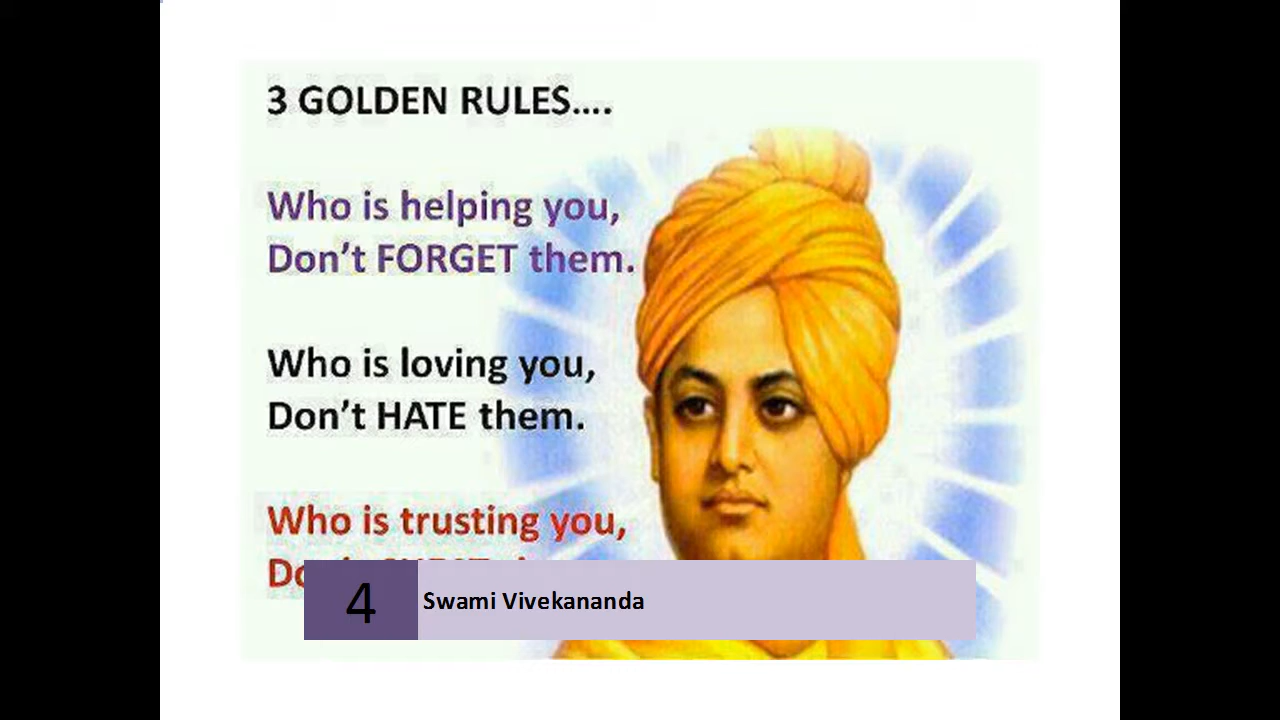 3 GOLDEN RULES....
Who is helping you,
Don't FORGET them.
Who is loving you,
Don't HATE them.
Who is trusting you,
4
Swami Vivekananda